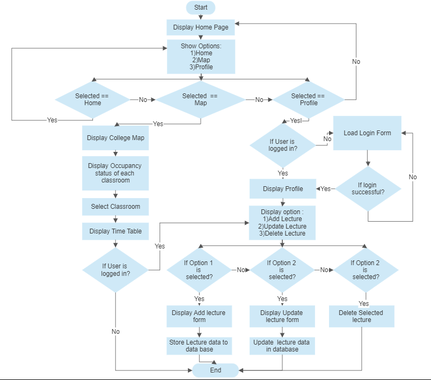 Start
Display Home Page
Show Options:
1)Home
2)Map
3)Profile
No
Selected ==
Home
No
Selected ==
Map
No
Selected ==
Profile
Yes
Yes
Yes
Display College Map
If User is
logged in?
No
Load Login Form
Display Occupancy
status of each
classroom
Yes
No
Select Classroom
Display Profile
Yes
If login
successful?
Display Time Table
Display option :
1)Add Lecture
2)Update Lecture
3)Delete Lecture
Yes
If User is
logged in?
If Option 1
is
selected?
No
If Option 2
is
selected?
No
If Option 2
is
selected?
Yes
Yes
Yes
No
Display Add lecture
form
Display Update
lecture form
Delete Selected
lecture
Store Lecture data to
data base
Update lecture data
in database
End